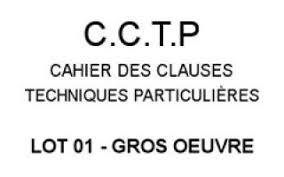 C.C.T.P
CAHIER DES CLAUSES
TECHNIQUES PARTICULIÈRES
LOT 01 - GROS OEUVRE